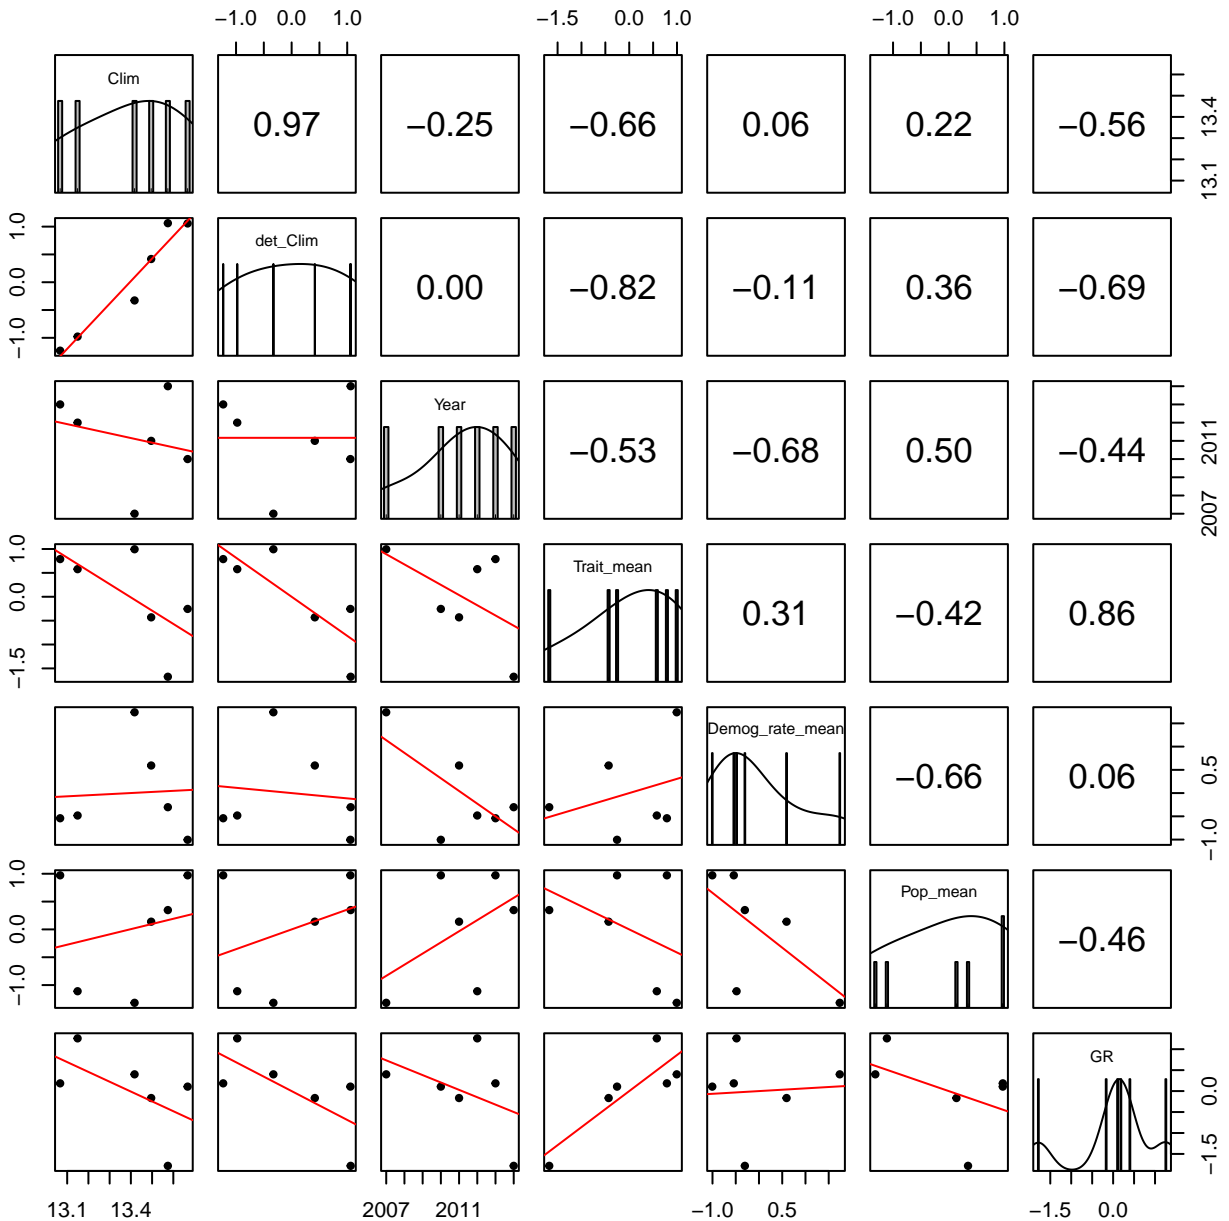 −1.0 0.0 1.0 −1.5 0.0 1.0 −1.0 0.0 1.0
Clim 0.97 −0.25 −0.66 0.06 0.22 −0.56 13.1 13.4
−1.0 0.0 1.0 det_Clim 0.00 −0.82 −0.11 0.36 −0.69
Year −0.53 −0.68 0.50 −0.44 2007 2011
−1.5 0.0 1.0 Trait_mean 0.31 −0.42 0.86
Demog_rate_mean −0.66 0.06 −1.0 0.5
−1.0 0.0 1.0 Pop_mean −0.46
GR −1.5 0.0
13.1 13.4 2007 2011 −1.0 0.5 −1.5 0.0